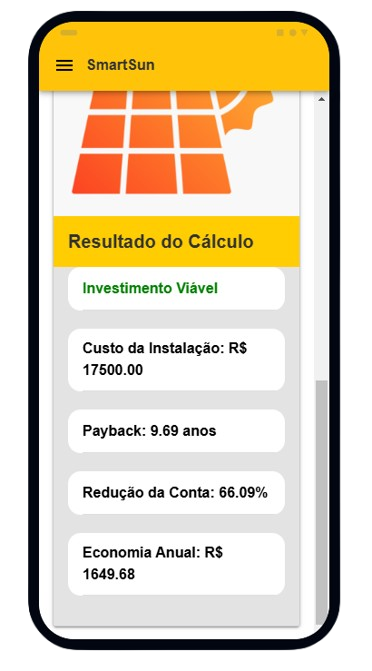 SmartSun
Resultado do Cálculo
Investimento Viável
Custo da Instalação: R$
17500.00
Payback: 9.69 anos
Redução da Conta: 66.09%
Economia Anual: R$
1649.68